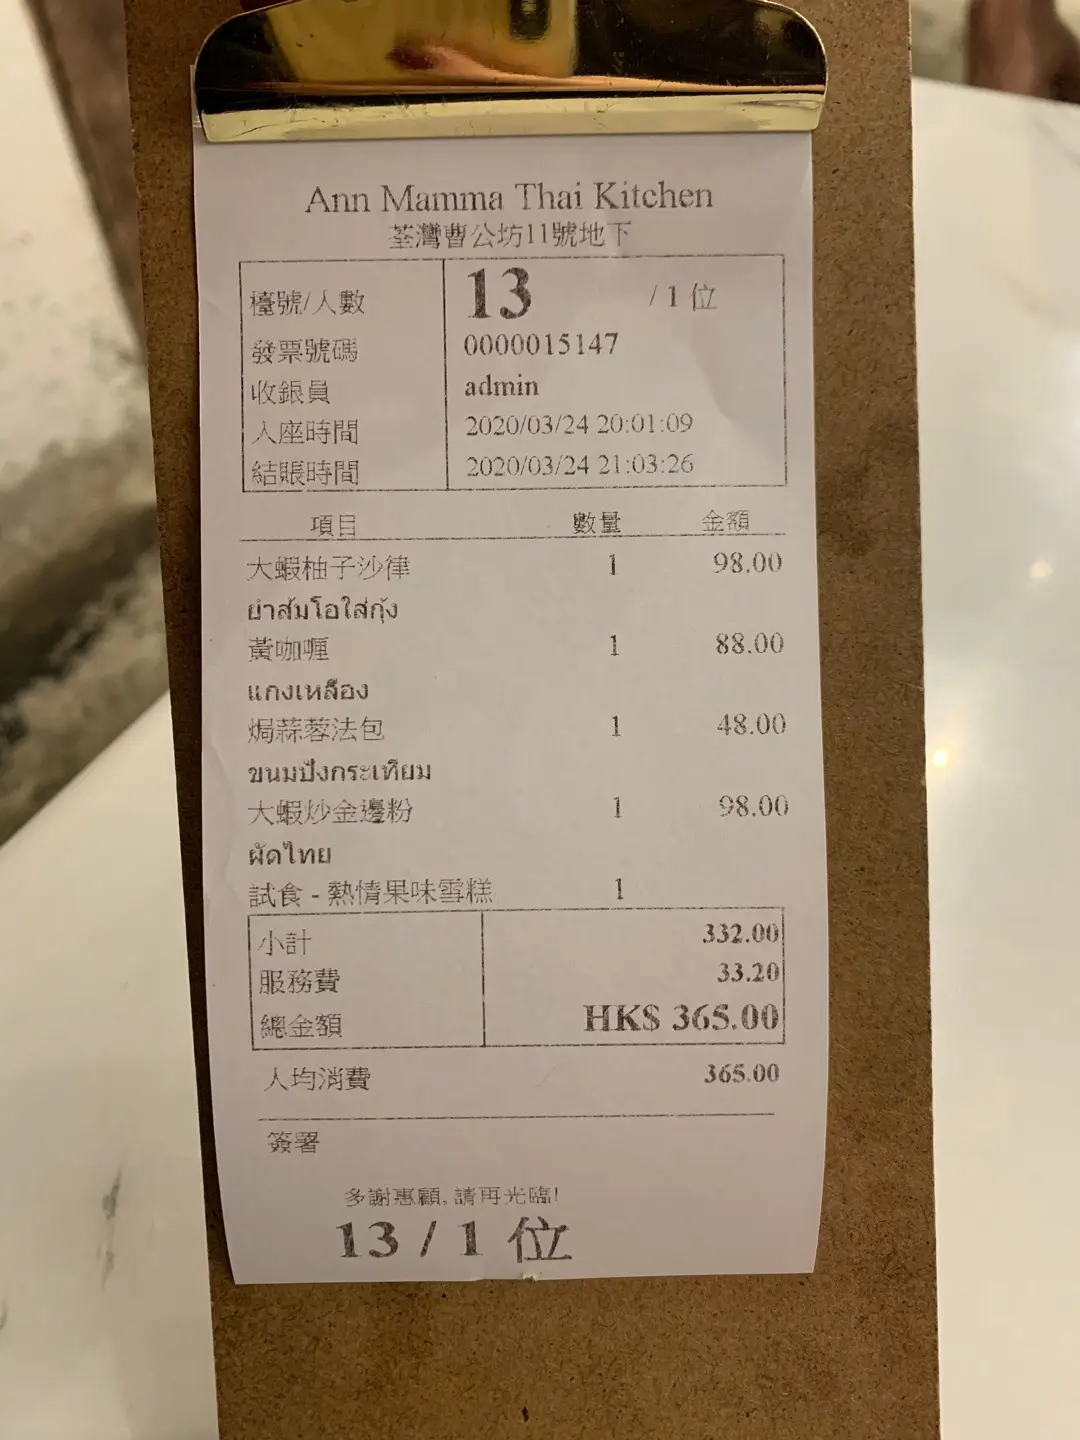 Ann Mamma Thai Kitchen
荃灣曹公坊11號地下
檯號/人數 13 / 1 位
發票號碼 0000015147
收銀員 admin
入座時間 2020/03/24 20:01:09
結賬時間 2020/03/24 21:03:26
項目 數量 金額
大蝦柚子沙律 1 98.00
ยำส้มโอใส่กุ้ง
黃咖喱 1 88.00
แกงเหลือง
焗蒜蓉法包 1 48.00
ขนมปังกระเทียม
大蝦炒金邊粉 1 98.00
ผัดไทย
試食 - 熱情果味雪糕 1
小計 332.00
服務費 33.20
總金額 HK$ 365.00
人均消費 365.00
簽署
多謝惠顧, 請再光臨!
13 / 1 位